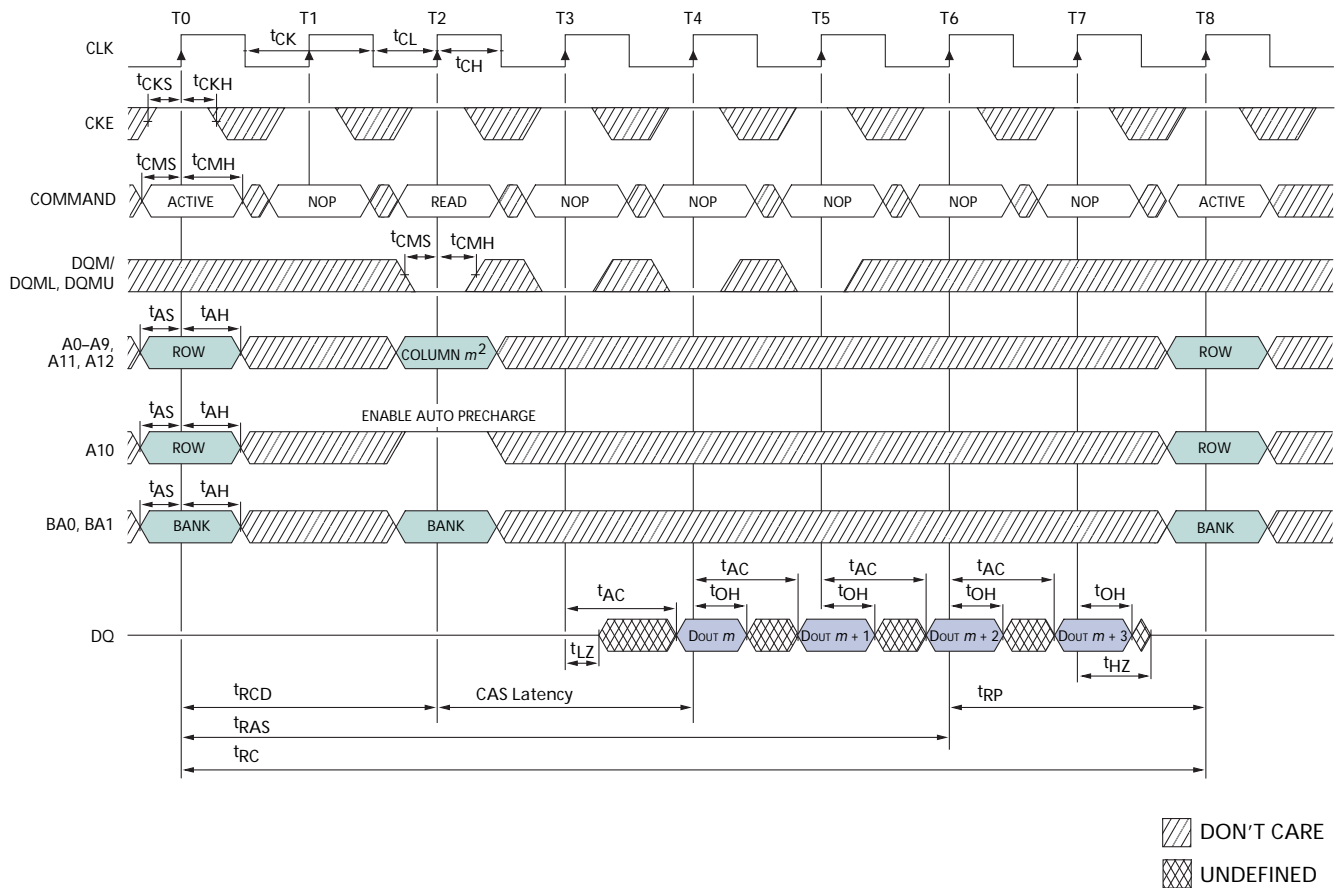 T0 T1 T2 T3 T4 T5 T6 T7 T8
CLK
tCK tCL
tCH
tCKS tCKH
CKE
tCMS tCMH
COMMAND ACTIVE NOP READ NOP NOP NOP NOP NOP ACTIVE
tCMS tCMH
DQM/
DQML, DQMU
tAS tAH
A0–A9,
A11, A12
ROW COLUMN m2 ROW
tAS tAH ENABLE AUTO PRECHARGE
A10 ROW ROW
tAS tAH
BA0, BA1 BANK BANK BANK
tAC tAC tAC tAC
tOH tOH tOH tOH
DQ DOUT m DOUT m + 1 DOUT m + 2 DOUT m + 3
tLZ tHZ
tRCD CAS Latency tRP
tRAS
tRC
DON'T CARE
UNDEFINED